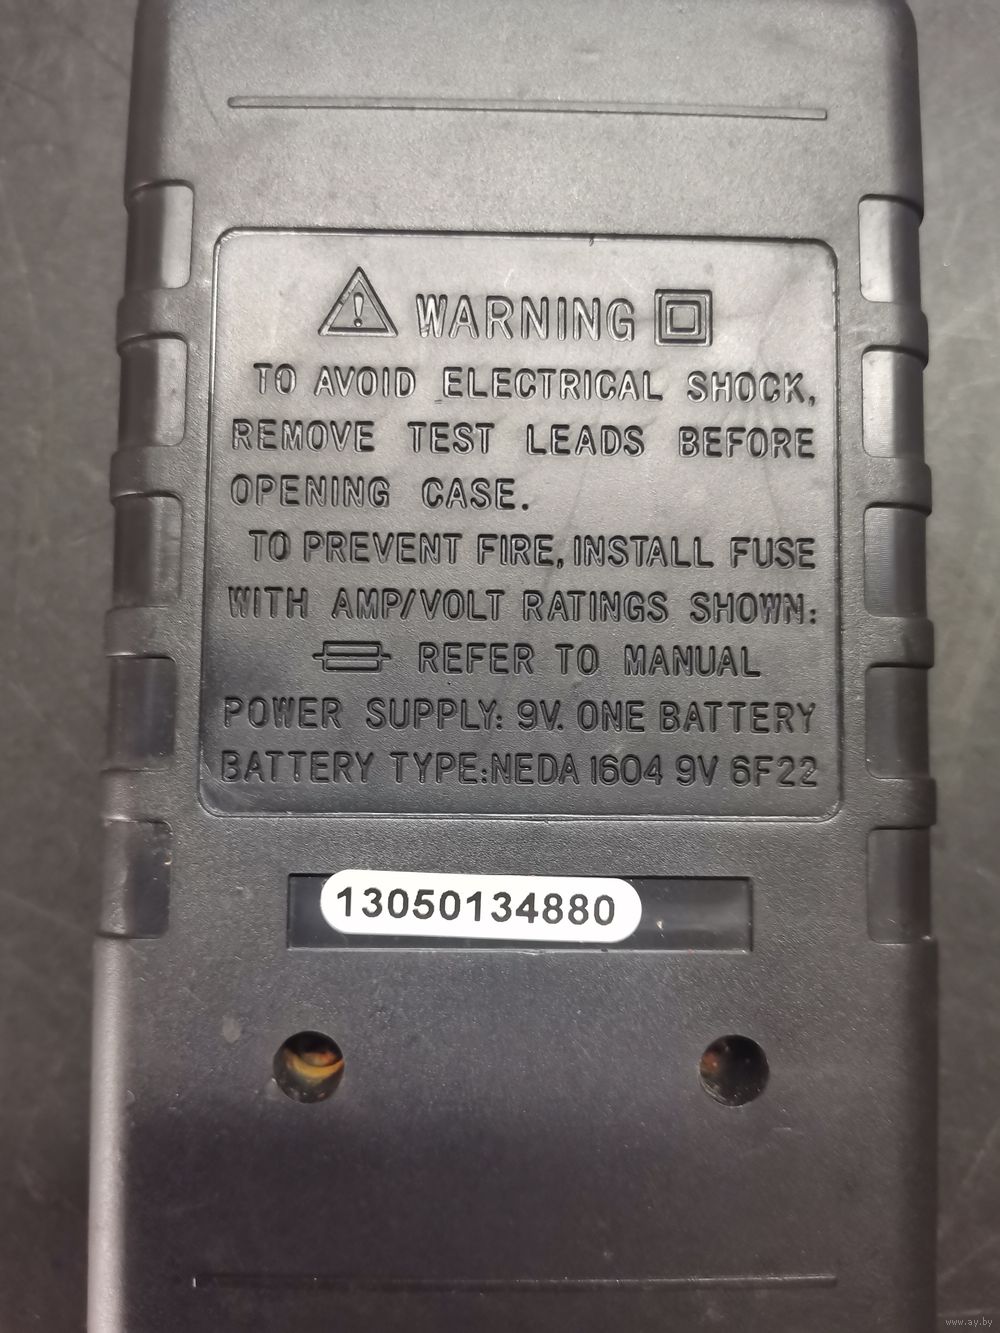 WARNING
TO AVOID ELECTRICAL SHOCK,
REMOVE TEST LEADS BEFORE
OPENING CASE.
TO PREVENT FIRE, INSTALL FUSE
WITH AMP/VOLT RATINGS SHOWN:
REFER TO MANUAL
POWER SUPPLY: 9V. ONE BATTERY
BATTERY TYPE:NEDA 1604 9V 6F22
13050134880
www.ay.by